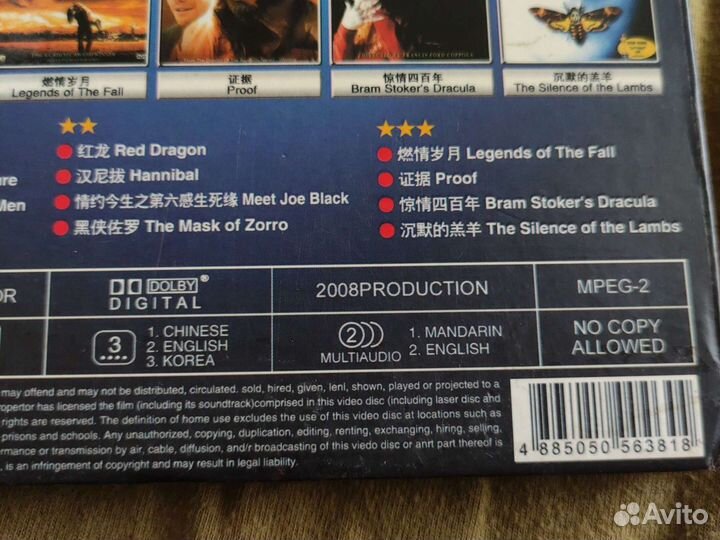 燃情岁月 证据 惊情四百年 沉默的羔羊
Legends of The Fall Proof Bram Stoker's Dracula The Silence of the Lambs
★★ ★★★
红龙 Red Dragon 燃情岁月 Legends of The Fall
汉尼拔 Hannibal 证据 Proof
情约今生之第六感生死缘 Meet Joe Black 惊情四百年 Bram Stoker's Dracula
黑侠佐罗 The Mask of Zorro 沉默的羔羊 The Silence of the Lambs
ure
Men
OR DOLBY® DIGITAL 2008PRODUCTION MPEG-2
3 1. CHINESE 2. ENGLISH 3. KOREA
2 MULTIAUDIO 1. MANDARIN 2. ENGLISH
NO COPY ALLOWED
may offend and may not be distributed, circulated. sold, hired, given, lenl, shown, played or projected to a
propertor has licensed the film (including its soundtrack)comprised in this video disc (including laser disc and
rights are reserved. The definition of home use excludes the use of this video disc at locations such as
-prisons and schools. Any unauthorized, copying, duplication, editing, renting, exchanging, hiring, selling,
ormance or transmission by air, cable, diffusion, and/r broadcasting of this viedo disc or anrt part thereof is
, is an infringement of copyright and may result in legal liability.
4 885050 563818
Avito